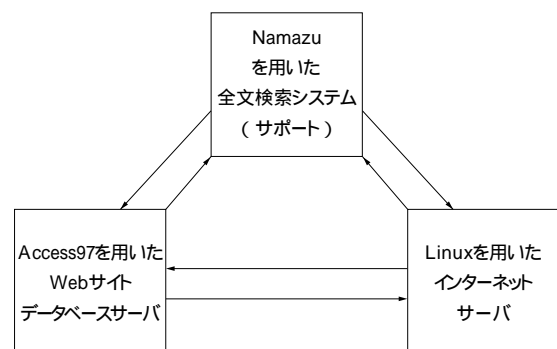 Namazu
を用いた
全文検索システム
(サポート)
Access97を用いた
Webサイト
データベースサーバ
Linuxを用いた
インターネット
サーバ